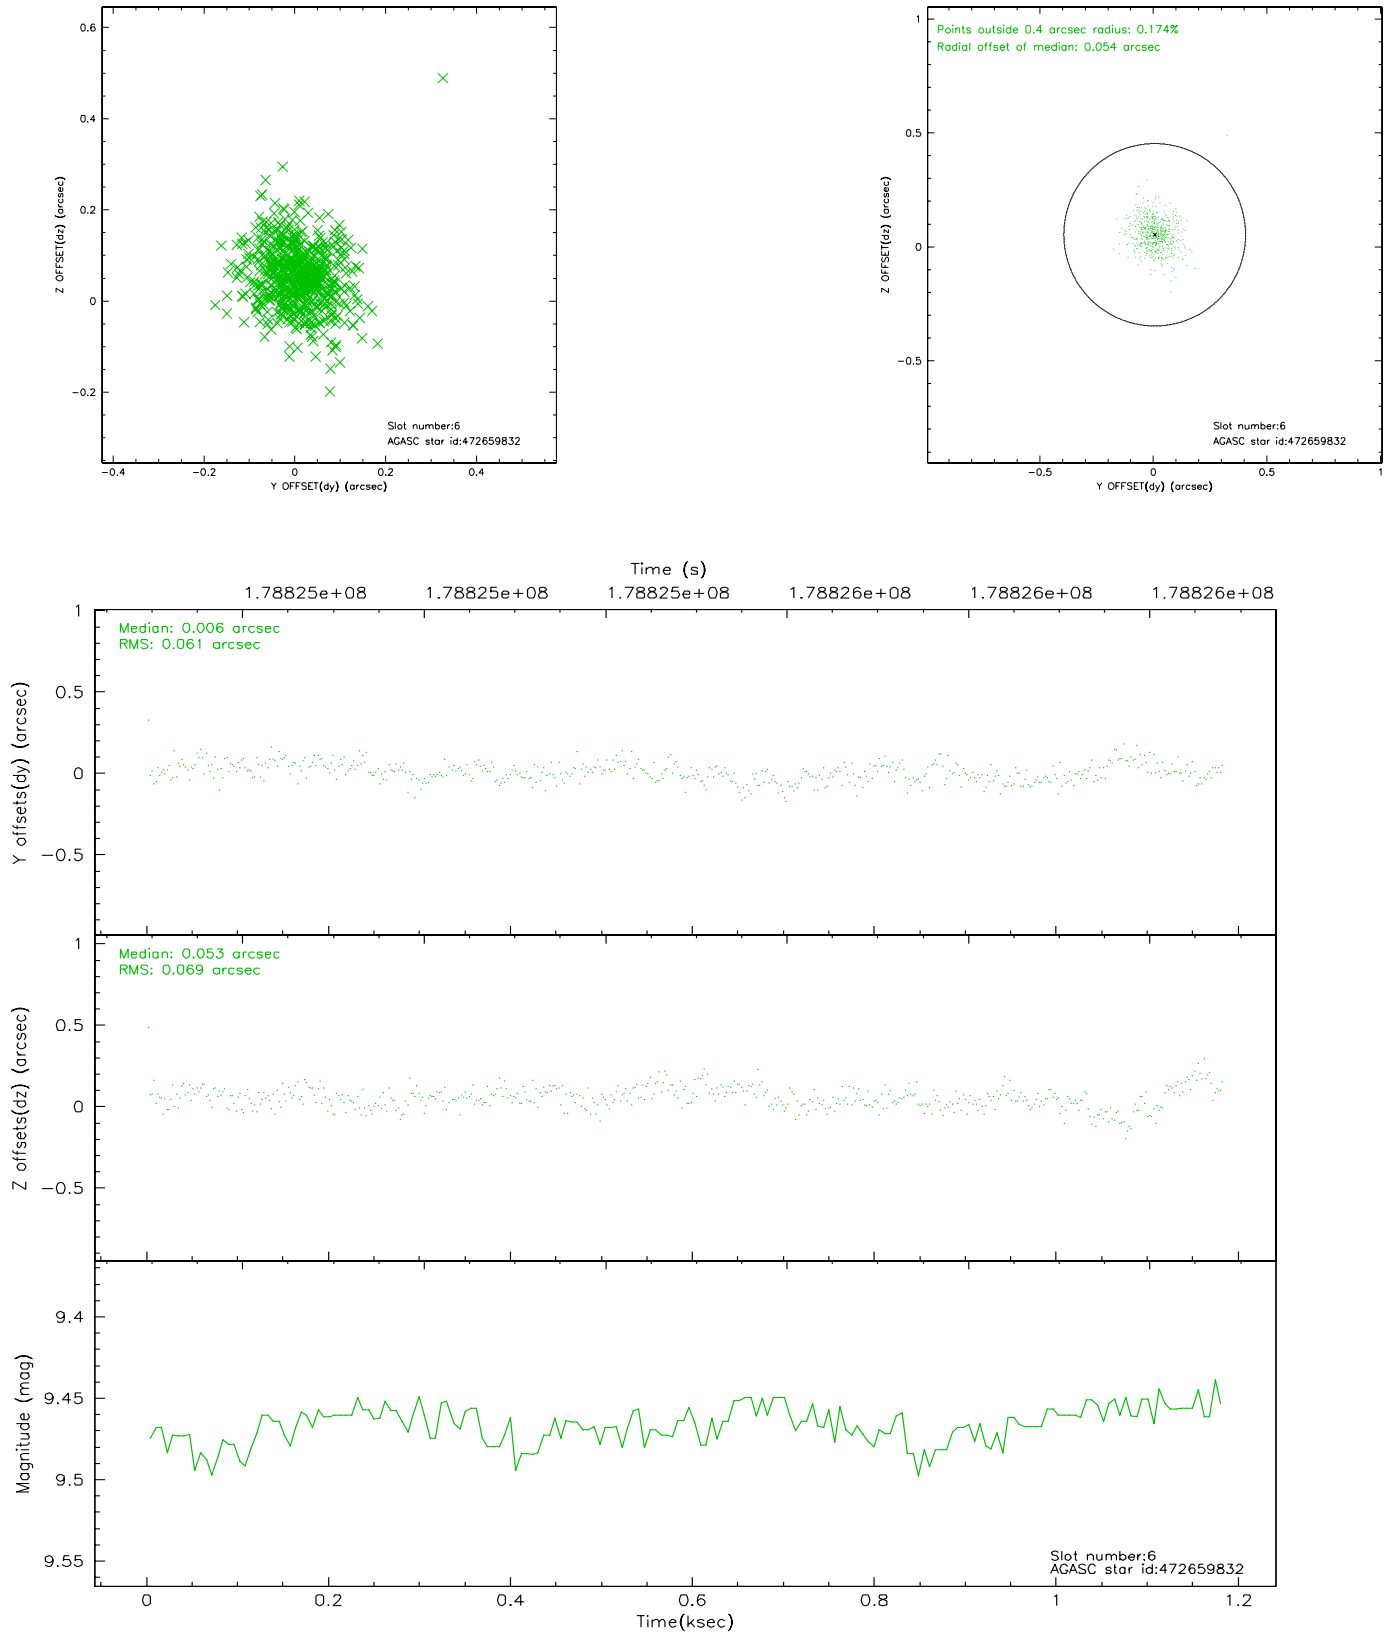 0.6
0.4
0.2
0
−0.2
Z OFFSET(dz) (arcsec)
Slot number:6
AGASC star id:472659832
−0.4 −0.2 0 0.2 0.4
Y OFFSET(dy) (arcsec)
Points outside 0.4 arcsec radius: 0.174%
Radial offset of median: 0.054 arcsec
1
0.5
0
−0.5
Z OFFSET(dz) (arcsec)
Slot number:6
AGASC star id:472659832
−0.5 0 0.5 1
Y OFFSET(dy) (arcsec)
Time (s)
1.78825e+08 1.78825e+08 1.78825e+08 1.78826e+08 1.78826e+08 1.78826e+08
Median: 0.006 arcsec
RMS: 0.061 arcsec
1
0.5
0
−0.5
Y offsets(dy) (arcsec)
Median: 0.053 arcsec
RMS: 0.069 arcsec
1
0.5
0
−0.5
Z offsets(dz) (arcsec)
9.4
9.45
9.5
9.55
Magnitude (mag)
Slot number:6
AGASC star id:472659832
0 0.2 0.4 0.6 0.8 1 1.2
Time(ksec)